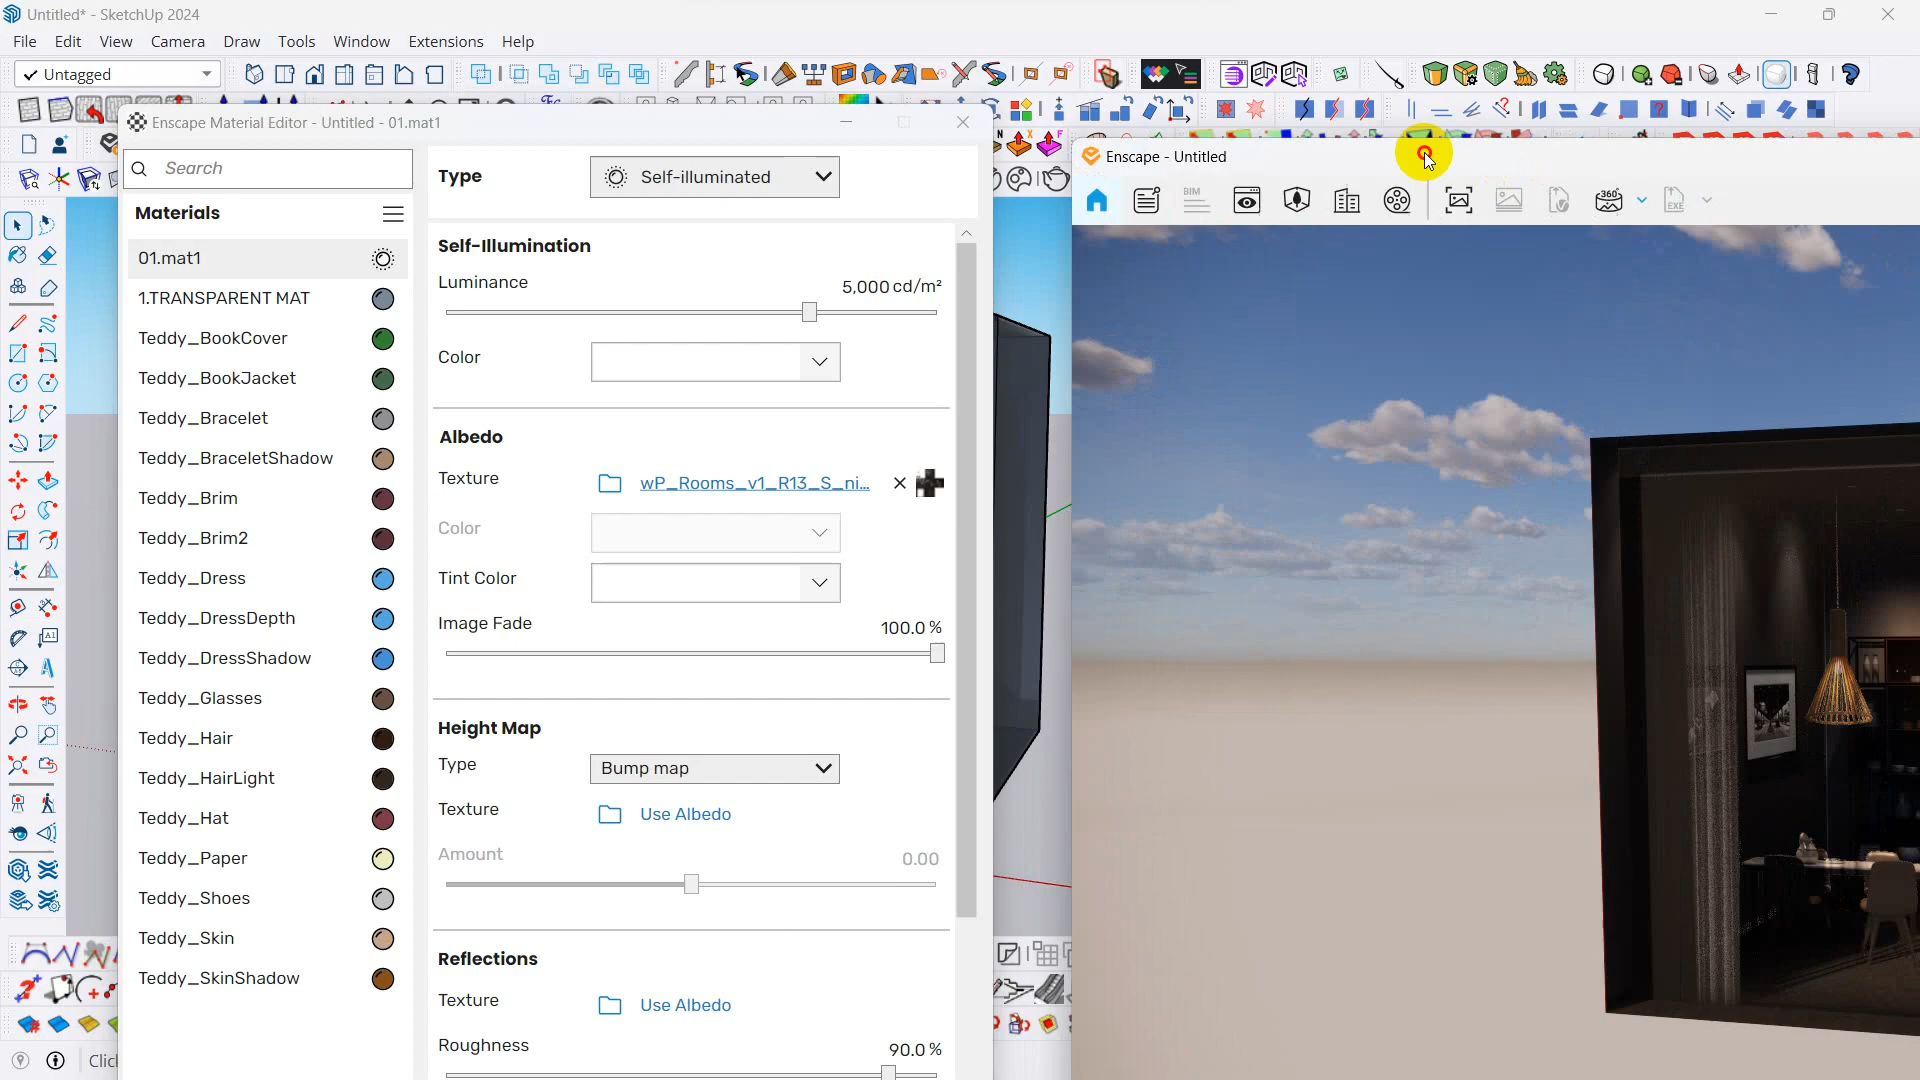 Untitled* - SketchUp 2024
File Edit View Camera Draw Tools Window Extensions Help
Untagged
Enscape Material Editor - Untitled - 01.mat1
Search
Materials
01.mat1
1.TRANSPARENT MAT
Teddy_BookCover
Teddy_BookJacket
Teddy_Bracelet
Teddy_BraceletShadow
Teddy_Brim
Teddy_Brim2
Teddy_Dress
Teddy_DressDepth
Teddy_DressShadow
Teddy_Glasses
Teddy_Hair
Teddy_HairLight
Teddy_Hat
Teddy_Paper
Teddy_Shoes
Teddy_Skin
Teddy_SkinShadow
Type Self-illuminated
Self-Illumination
Luminance 5,000 cd/m²
Color
Albedo
Texture wP_Rooms_v1_R13_S_ni...
Color
Tint Color
Image Fade 100.0 %
Height Map
Type Bump map
Texture Use Albedo
Amount 0.00
Reflections
Texture Use Albedo
Roughness 90.0 %
Enscape - Untitled
BIM
360°
EXE
Clic